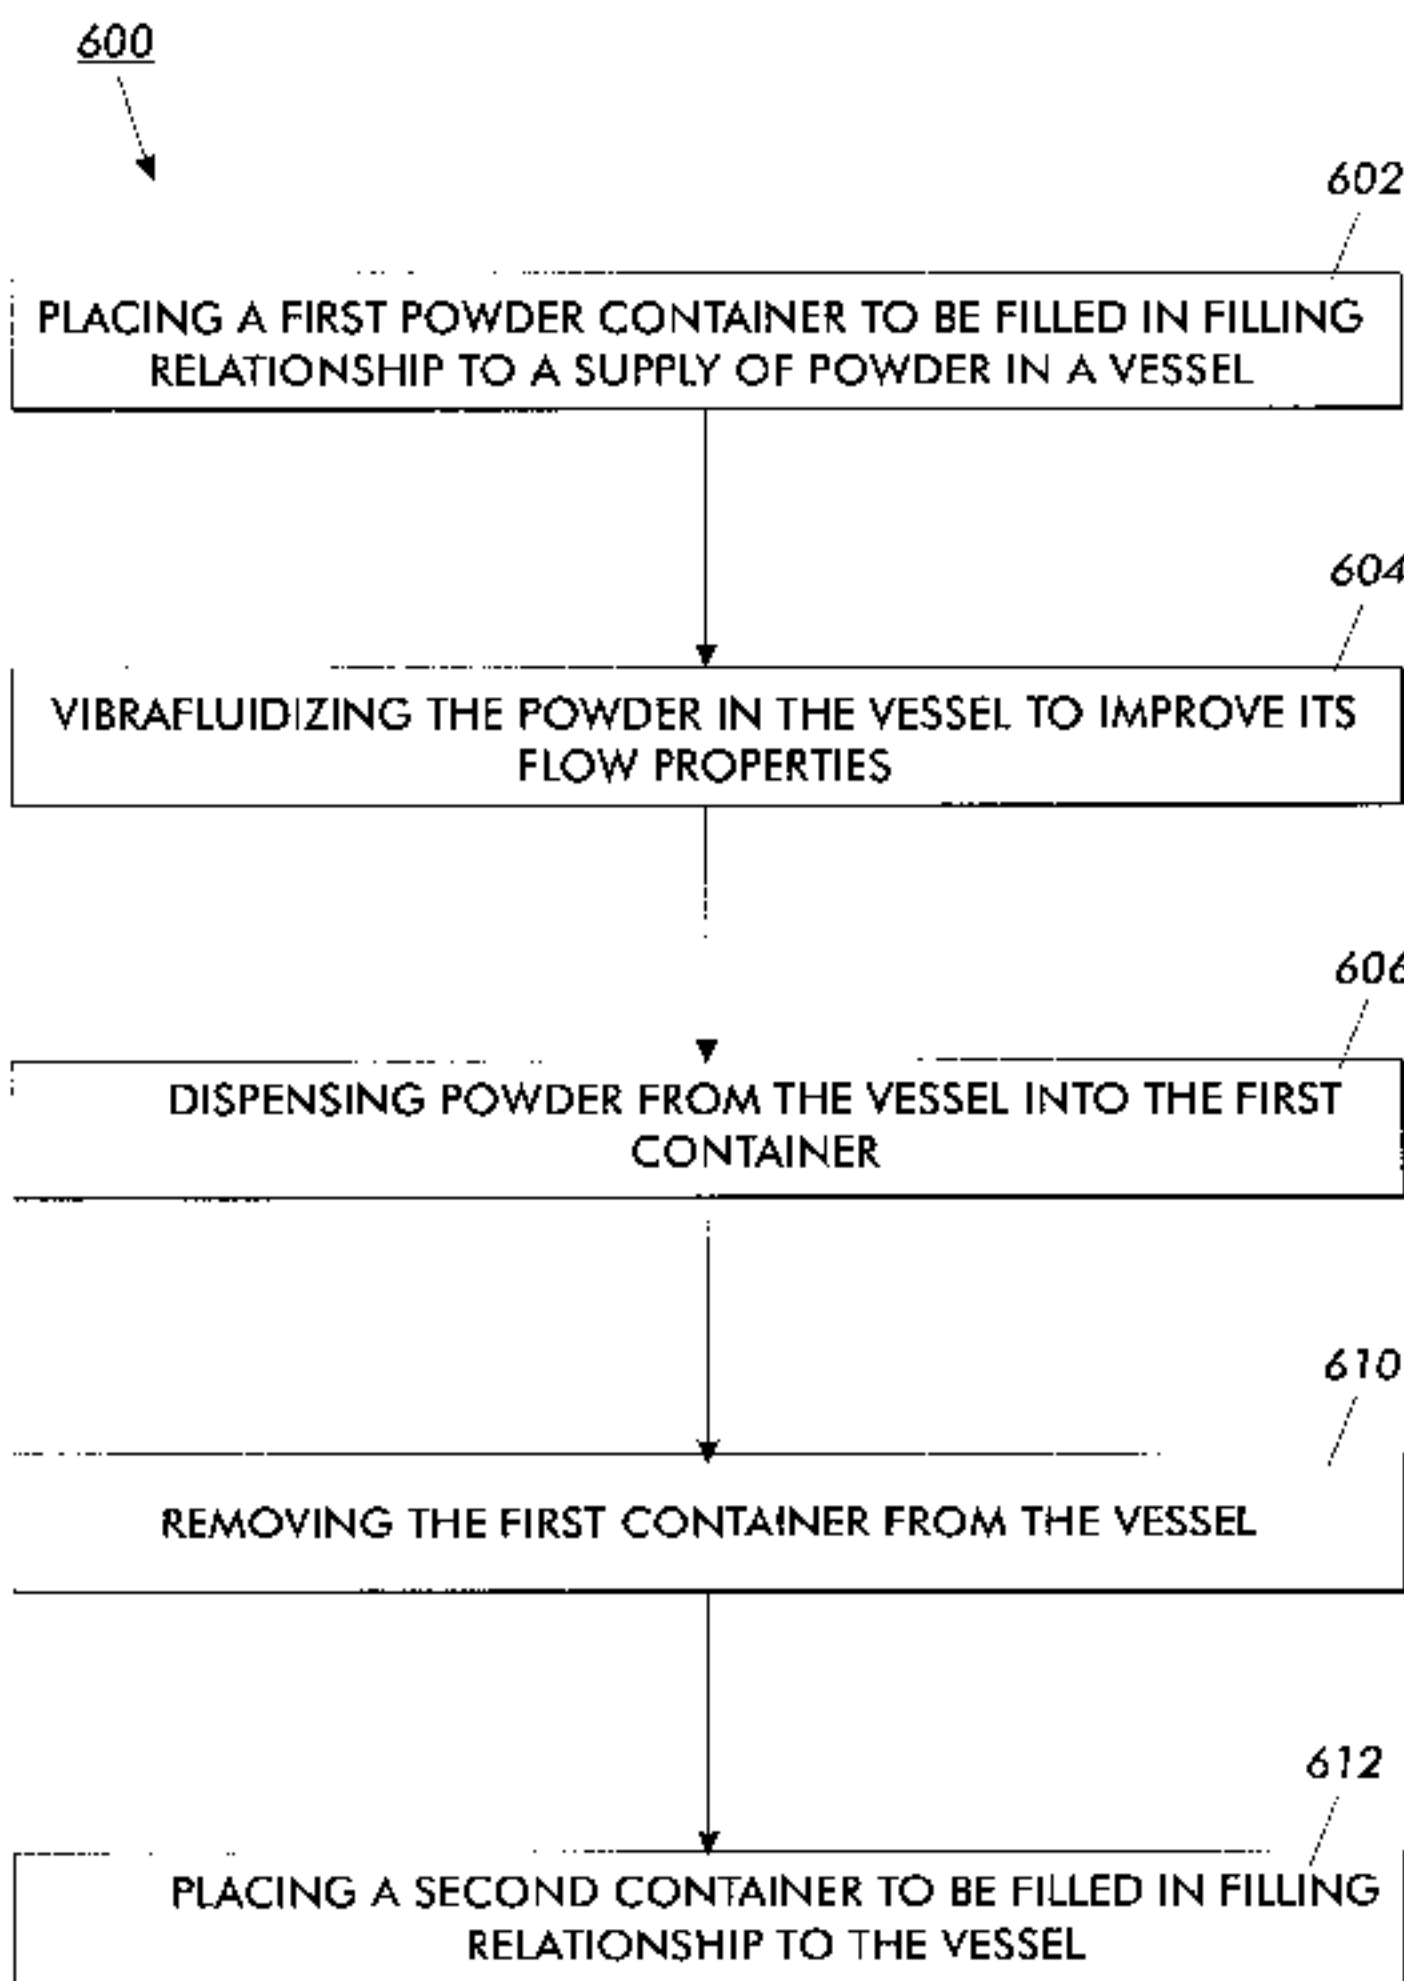 600
602
PLACING A FIRST POWDER CONTAINER TO BE FILLED IN FILLING
RELATIONSHIP TO A SUPPLY OF POWDER IN A VESSEL
604
VIBRAFLUIDIZING THE POWDER IN THE VESSEL TO IMPROVE ITS
FLOW PROPERTIES
606
DISPENSING POWDER FROM THE VESSEL INTO THE FIRST
CONTAINER
610
REMOVING THE FIRST CONTAINER FROM THE VESSEL
612
PLACING A SECOND CONTAINER TO BE FILLED IN FILLING
RELATIONSHIP TO THE VESSEL